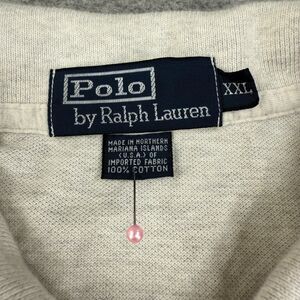 Polo
by Ralph Lauren
XXL
MADE IN NORTHERN
MARIANA ISLANDS
(U.S.A.) OF
IMPORTED FABRIC
100% COTTON